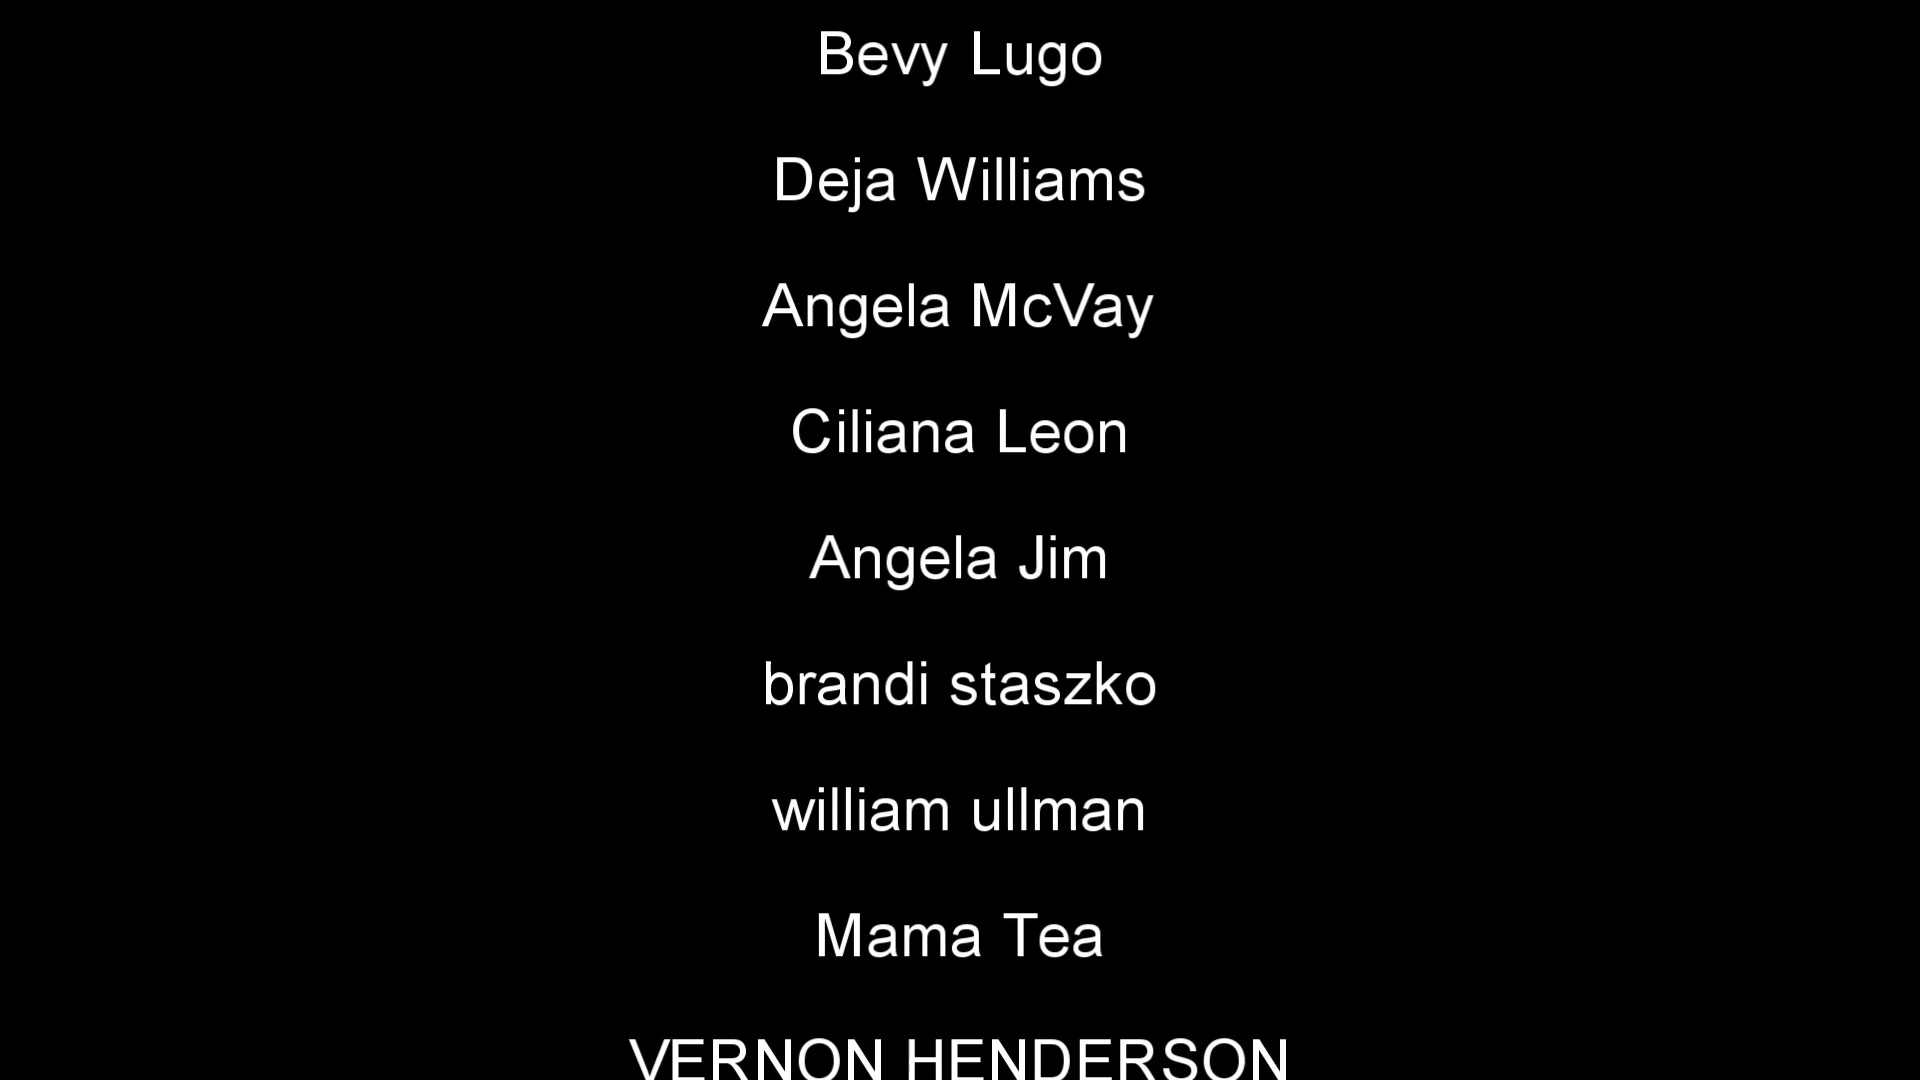 Bevy Lugo
Deja Williams
Angela McVay
Ciliana Leon
Angela Jim
brandi staszko
william ullman
Mama Tea
VERNON HENDERSON